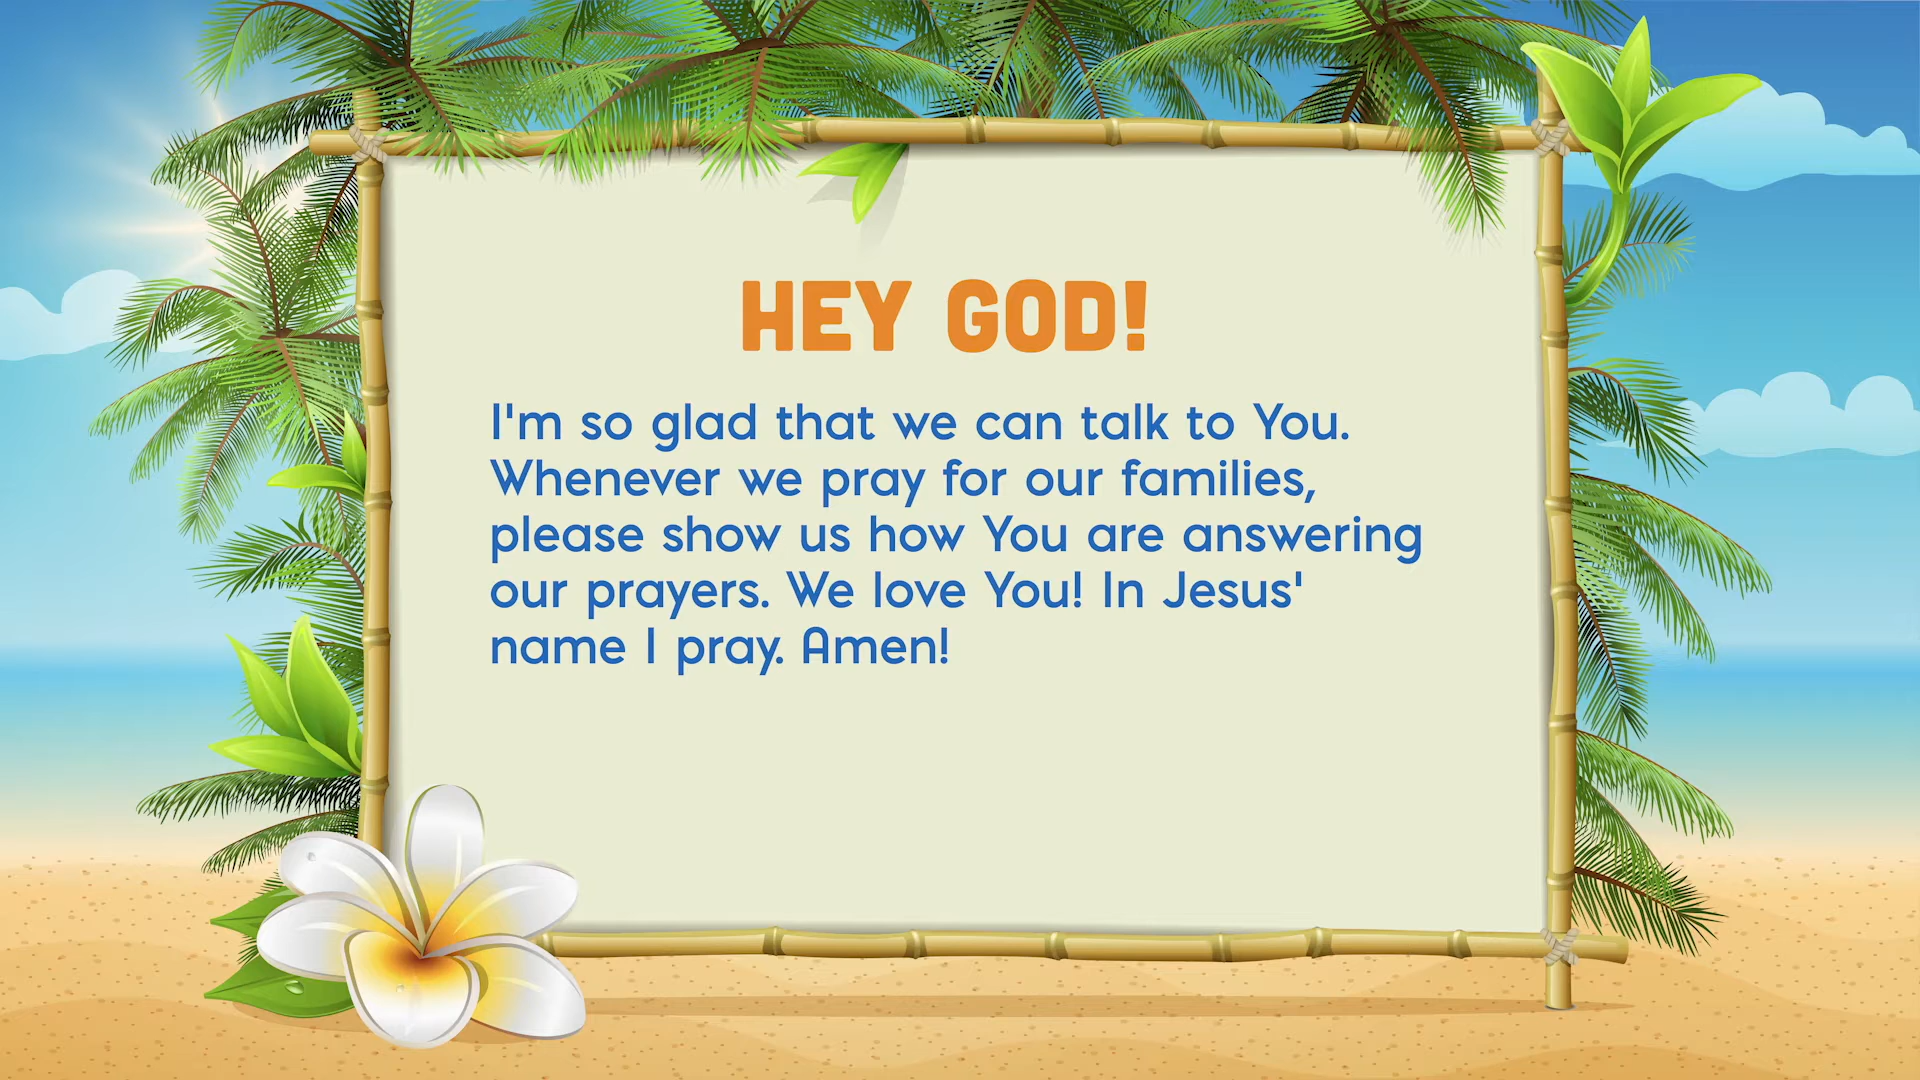 HEY GOD!
I'm so glad that we can talk to You.
Whenever we pray for our families,
please show us how You are answering
our prayers. We love You! In Jesus'
name I pray. Amen!